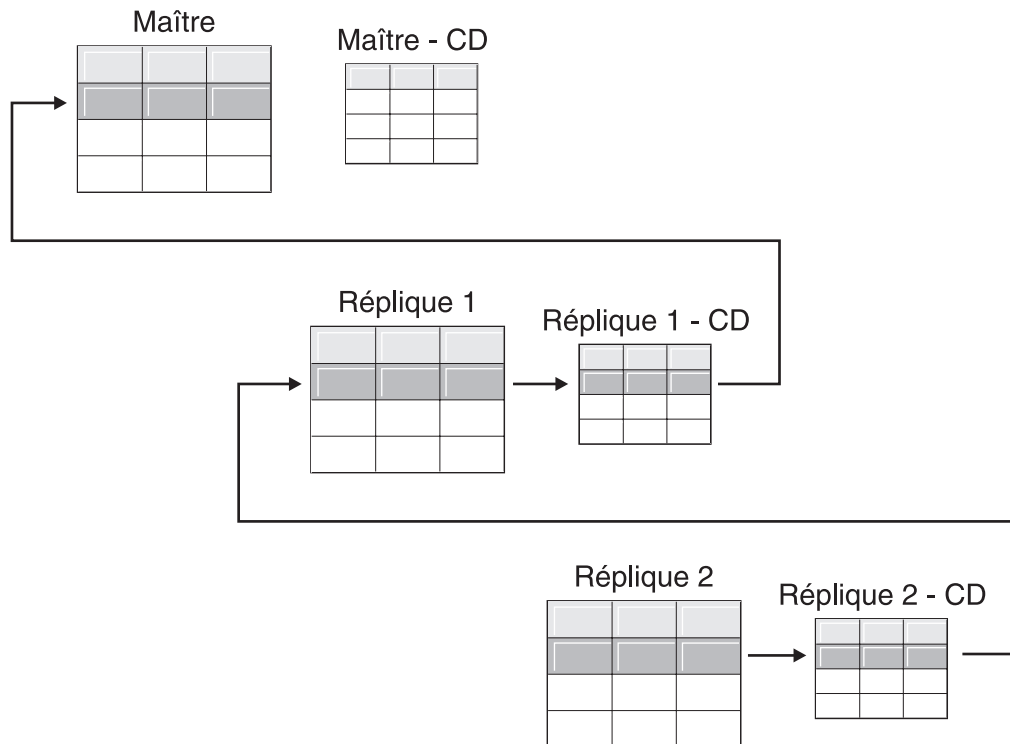 Maître
Maître - CD
Réplique 1
Réplique 1 - CD
Réplique 2
Réplique 2 - CD